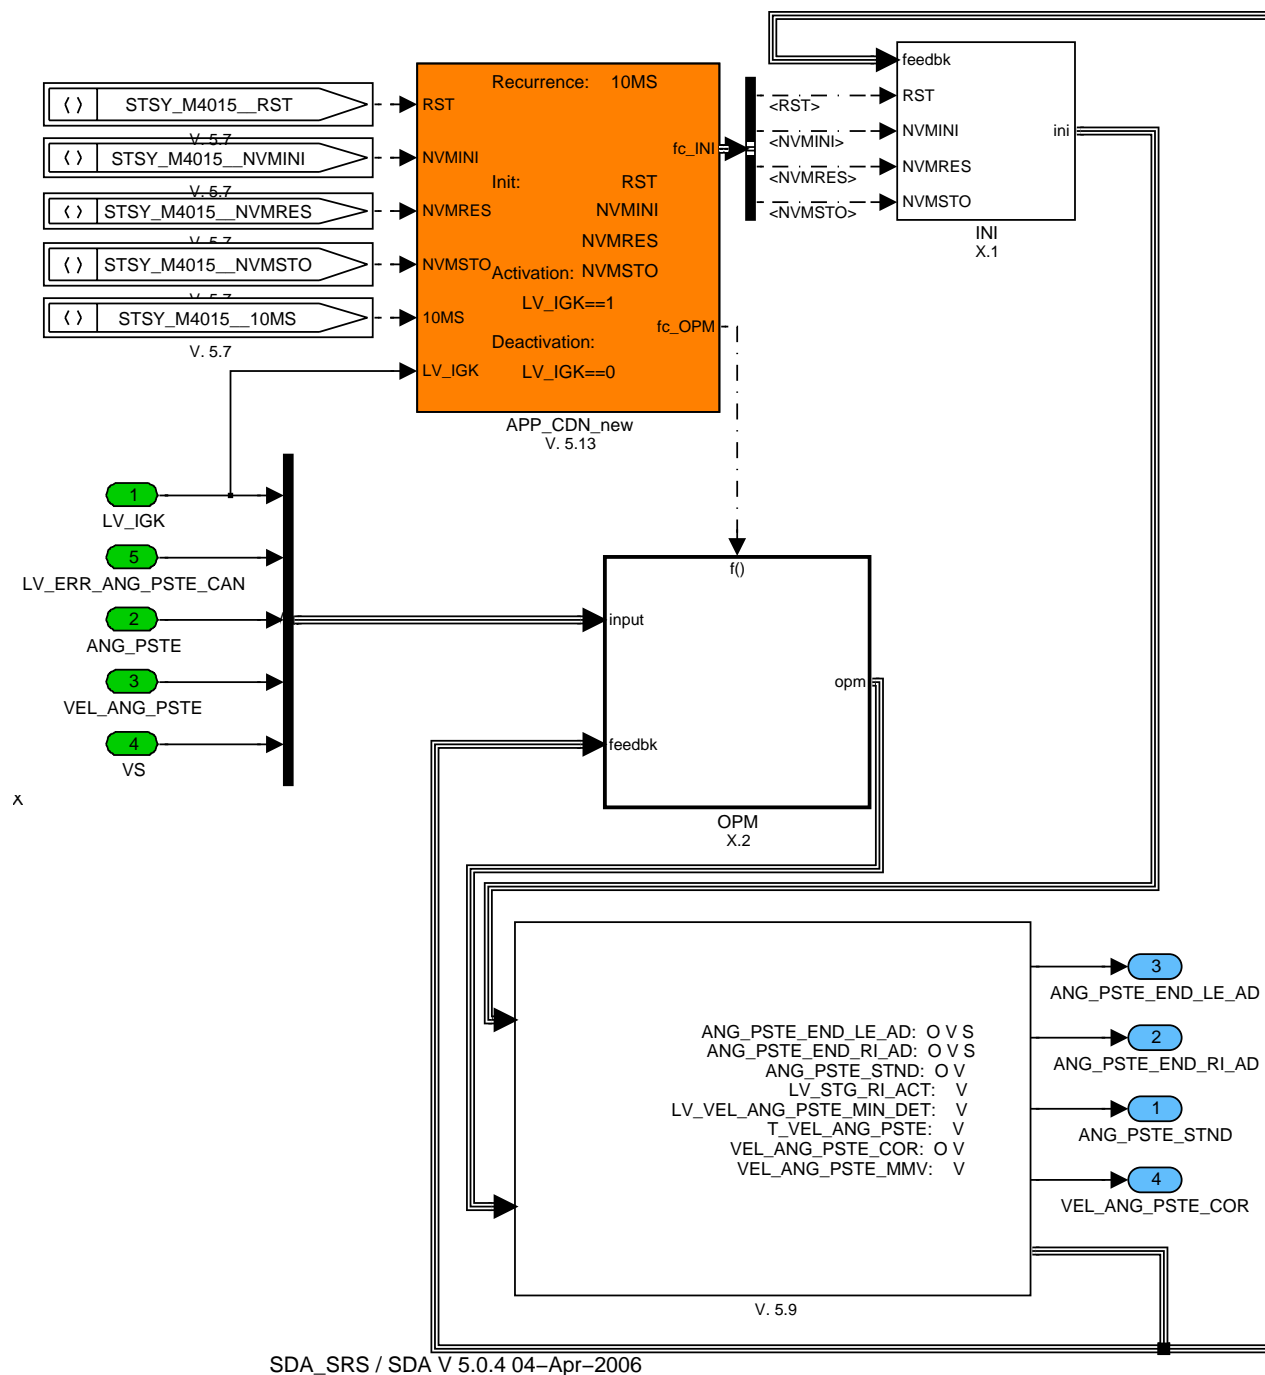 STSY_M4015__RST
V. 5.7
STSY_M4015__NVMINI
V. 5.7
STSY_M4015__NVMRES
V. 5.7
STSY_M4015__NVMSTO
V. 5.7
STSY_M4015__10MS
V. 5.7
Recurrence: 10MS
RST
NVMINI
NVMRES
NVMSTO
10MS
LV_IGK
Init: RST
NVMINI
NVMRES
NVMSTO
Activation:
LV_IGK==1
Deactivation:
LV_IGK==0
fc_INI
fc_OPM
APP_CDN_new
V. 5.13
<RST>
<NVMINI>
<NVMRES>
<NVMSTO>
feedbk
RST
NVMINI
NVMRES
NVMSTO
ini
INI
X.1
1
LV_IGK
5
LV_ERR_ANG_PSTE_CAN
2
ANG_PSTE
3
VEL_ANG_PSTE
4
VS
x
f()
input
feedbk
opm
OPM
X.2
ANG_PSTE_END_LE_AD: O V S
ANG_PSTE_END_RI_AD: O V S
ANG_PSTE_STND: O V
LV_STG_RI_ACT: V
LV_VEL_ANG_PSTE_MIN_DET: V
T_VEL_ANG_PSTE: V
VEL_ANG_PSTE_COR: O V
VEL_ANG_PSTE_MMV: V
V. 5.9
3
ANG_PSTE_END_LE_AD
2
ANG_PSTE_END_RI_AD
1
ANG_PSTE_STND
4
VEL_ANG_PSTE_COR
SDA_SRS / SDA V 5.0.4 04−Apr−2006